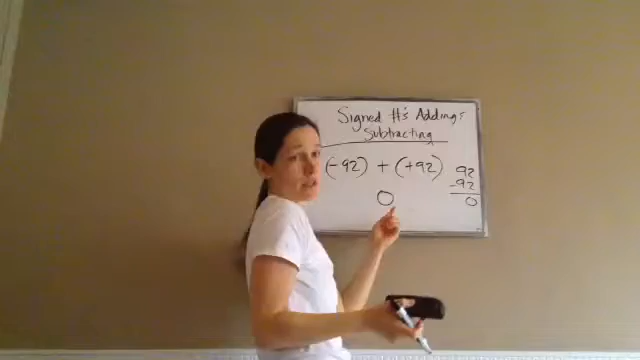 Signed #'s Adding &
Subtracting
(-92) + (+92)
0
92
-92
0